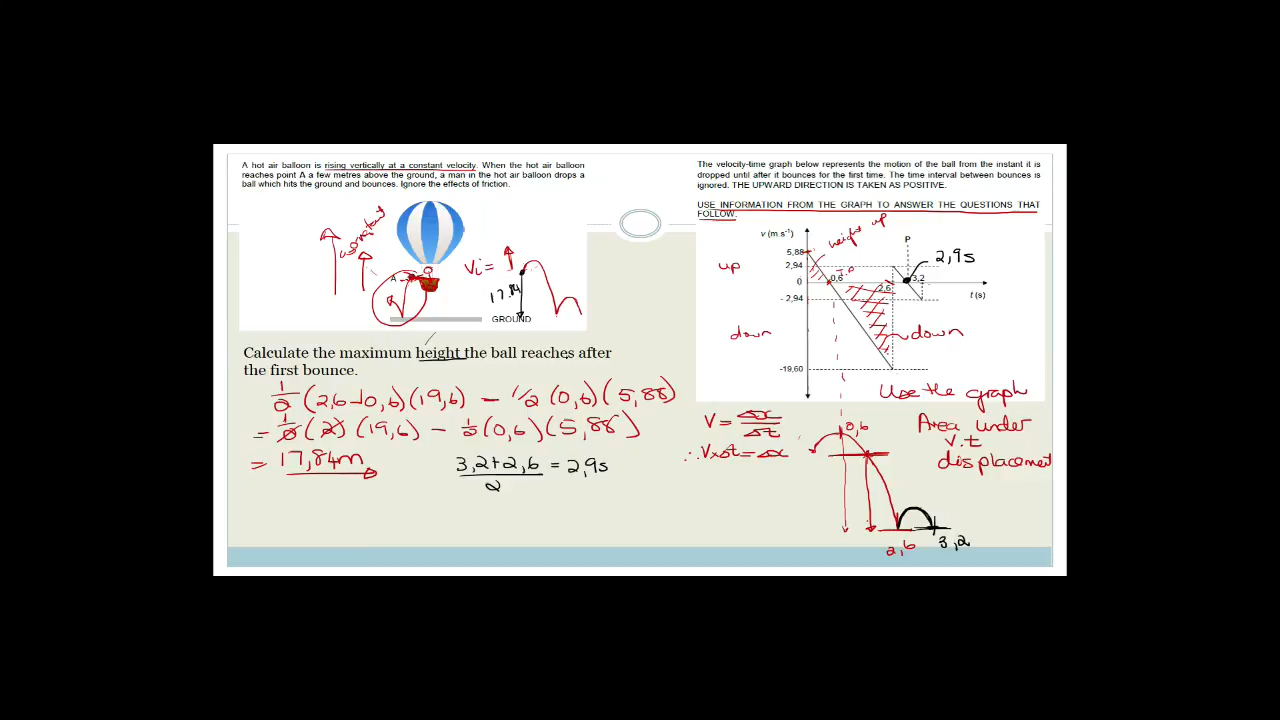 A hot air balloon is rising vertically at a constant velocity. When the hot air balloon
reaches point A a few metres above the ground, a man in the hot air balloon drops a
ball which hits the ground and bounces. Ignore the effects of friction.
constant
A
Vi =
17.84
GROUND
Calculate the maximum height the ball reaches after
the first bounce.
1/2 (2,6-0,6)(19,6) - 1/2 (0,6)(5,88)
= 1/2 (2)(19,6) - 1/2 (0,6)(5,88)
= 17,84m
3,2+2,6 = 2,9s
2
The velocity-time graph below represents the motion of the ball from the instant it is
dropped until after it bounces for the first time. The time interval between bounces is
ignored. THE UPWARD DIRECTION IS TAKEN AS POSITIVE.
USE INFORMATION FROM THE GRAPH TO ANSWER THE QUESTIONS THAT
FOLLOW.
v (m.s-1)
height up
P
5,88
2,9s
up
2,94
T.P
0
0,6
2,6
3,2
t (s)
- 2,94
down
down
-19,60
Use the graph
V = Δx
Δt
0,6
Area under
v.t
∴ V×Δt = Δx
displacement
2,6
3,2